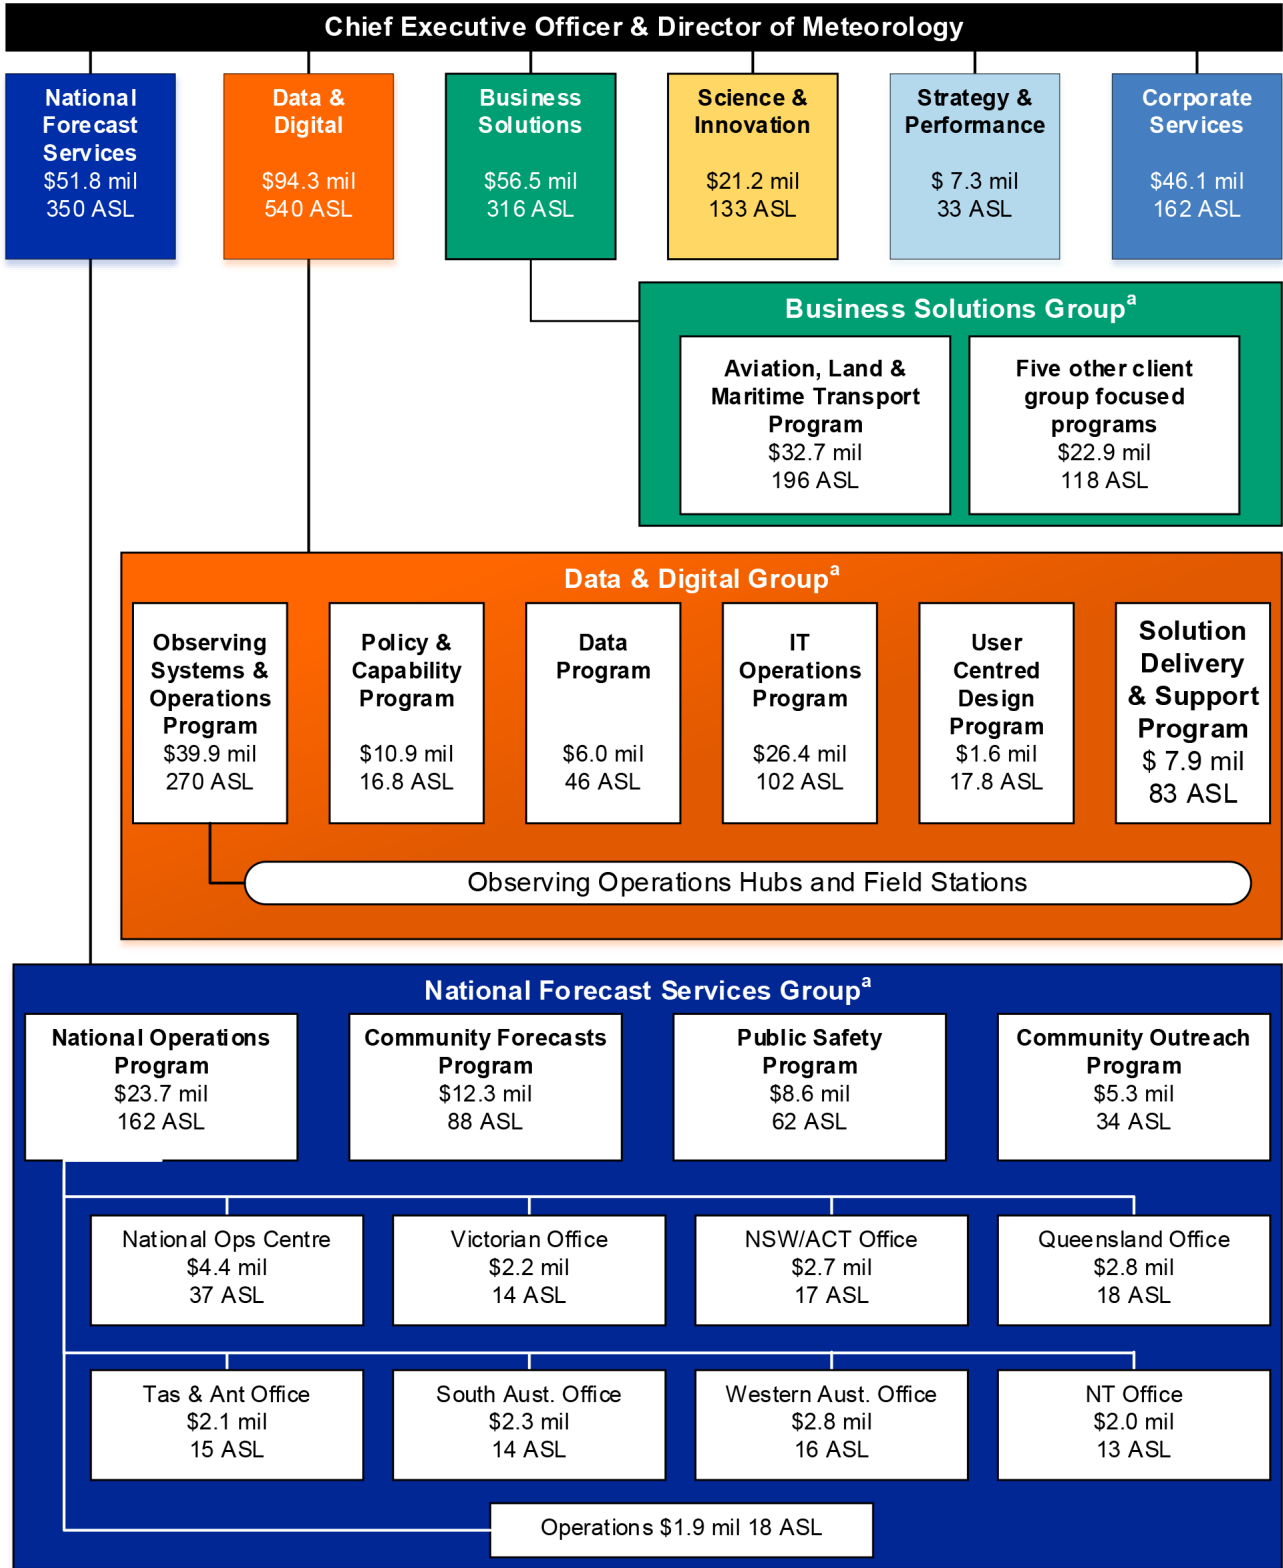 Chief Executive Officer & Director of Meteorology
National
Forecast
Services
$51.8 mil
350 ASL
Data &
Digital
$94.3 mil
540 ASL
Business
Solutions
$56.5 mil
316 ASL
Science &
Innovation
$21.2 mil
133 ASL
Strategy &
Performance
$ 7.3 mil
33 ASL
Corporate
Services
$46.1 mil
162 ASL
Business Solutions Groupª
Aviation, Land &
Maritime Transport
Program
$32.7 mil
196 ASL
Five other client
group focused
programs
$22.9 mil
118 ASL
Data & Digital Groupª
Observing
Systems &
Operations
Program
$39.9 mil
270 ASL
Policy &
Capability
Program
$10.9 mil
16.8 ASL
Data
Program
$6.0 mil
46 ASL
IT
Operations
Program
$26.4 mil
102 ASL
User
Centred
Design
Program
$1.6 mil
17.8 ASL
Solution
Delivery
& Support
Program
$ 7.9 mil
83 ASL
Observing Operations Hubs and Field Stations
National Forecast Services Groupª
National Operations
Program
$23.7 mil
162 ASL
Community Forecasts
Program
$12.3 mil
88 ASL
Public Safety
Program
$8.6 mil
62 ASL
Community Outreach
Program
$5.3 mil
34 ASL
National Ops Centre
$4.4 mil
37 ASL
Victorian Office
$2.2 mil
14 ASL
NSW/ACT Office
$2.7 mil
17 ASL
Queensland Office
$2.8 mil
18 ASL
Tas & Ant Office
$2.1 mil
15 ASL
South Aust. Office
$2.3 mil
14 ASL
Western Aust. Office
$2.8 mil
16 ASL
NT Office
$2.0 mil
13 ASL
Operations $1.9 mil 18 ASL